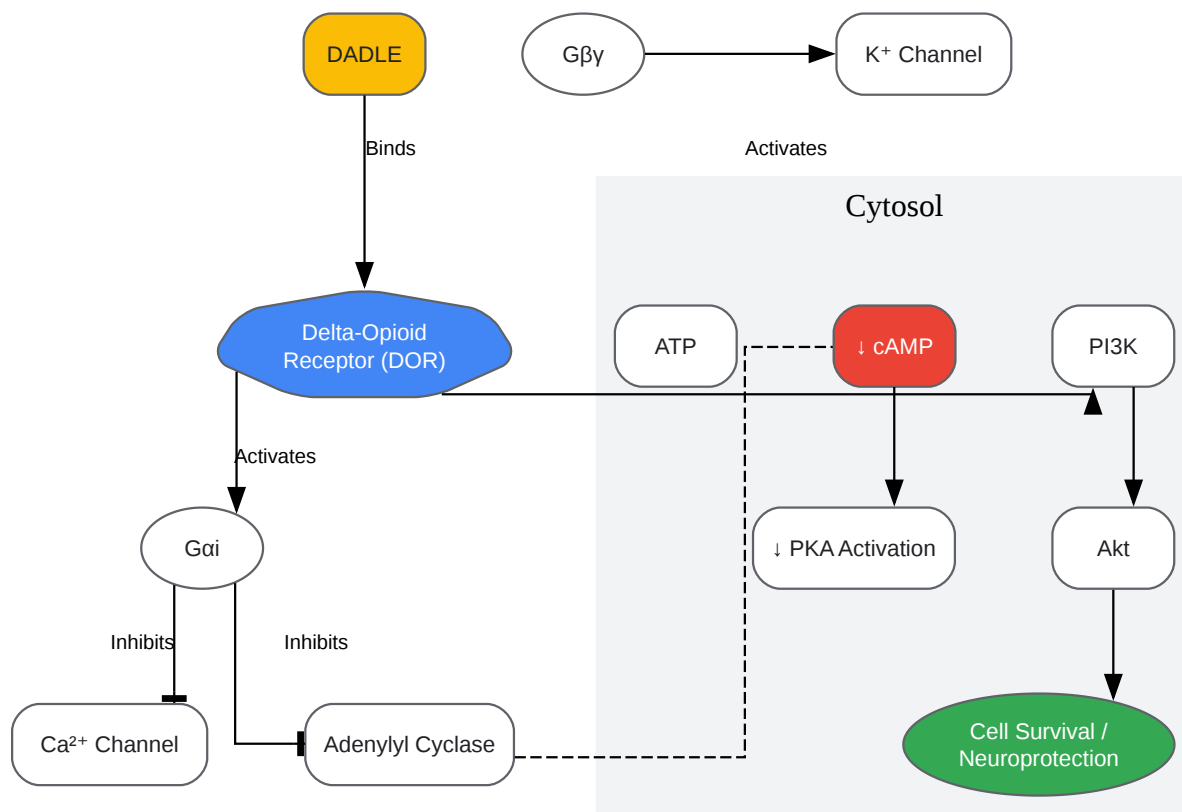 DADLE
Gβγ
K⁺ Channel
Binds
Activates
Cytosol
Delta-Opioid
Receptor (DOR)
ATP
↓ cAMP
PI3K
Activates
Gαi
↓ PKA Activation
Akt
Inhibits
Inhibits
Ca²⁺ Channel
Adenylyl Cyclase
Cell Survival /
Neuroprotection